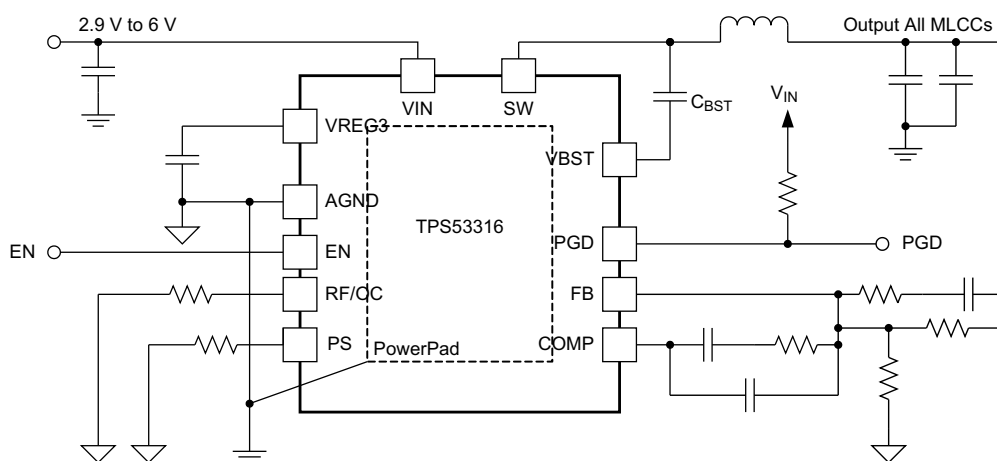 2.9 V to 6 V
Output All MLCCs
VIN
SW
CBST
VIN
VREG3
VBST
AGND
TPS53316
EN
EN
PGD
PGD
RF/OC
FB
PS
COMP
PowerPad